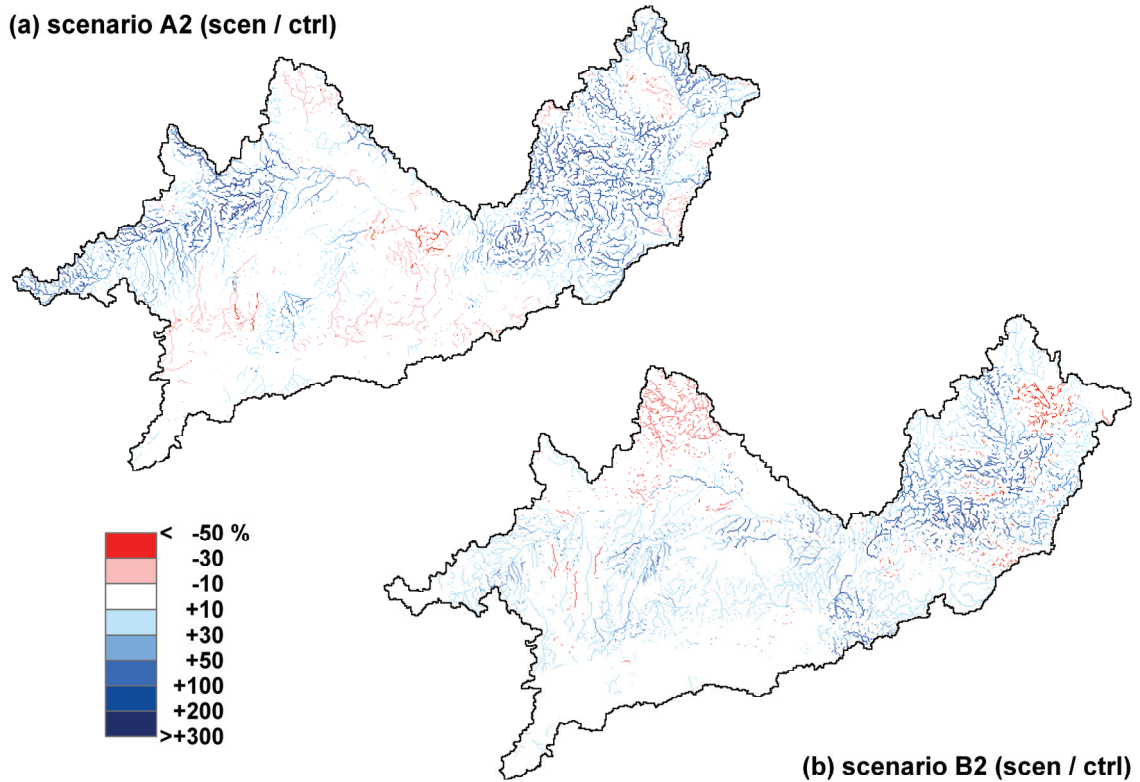 (a) scenario A2 (scen / ctrl)
< -50 %
-30
-10
+10
+30
+50
+100
+200
>+300
(b) scenario B2 (scen / ctrl)